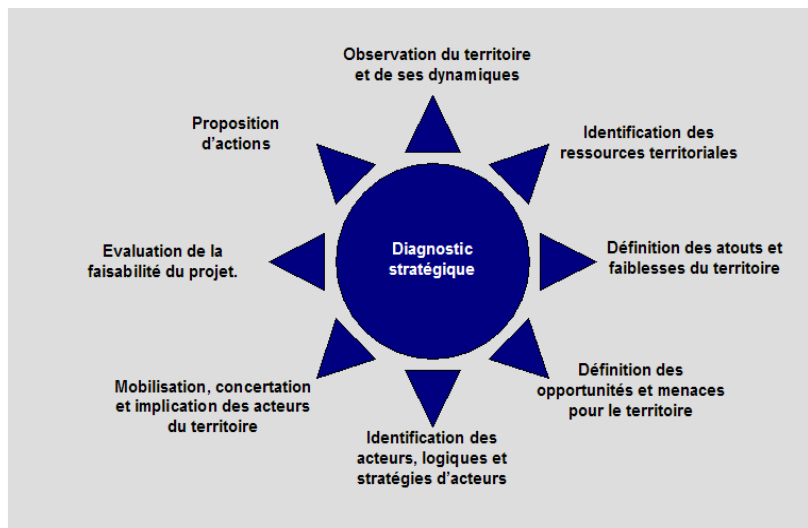 Observation du territoire
et de ses dynamiques
Identification des
ressources territoriales
Définition des atouts et
faiblesses du territoire
Définition des
opportunités et menaces
pour le territoire
Identification des
acteurs, logiques et
stratégies d'acteurs
Mobilisation, concertation
et implication des acteurs
du territoire
Evaluation de la
faisabilité du projet.
Proposition
d'actions
Diagnostic
stratégique